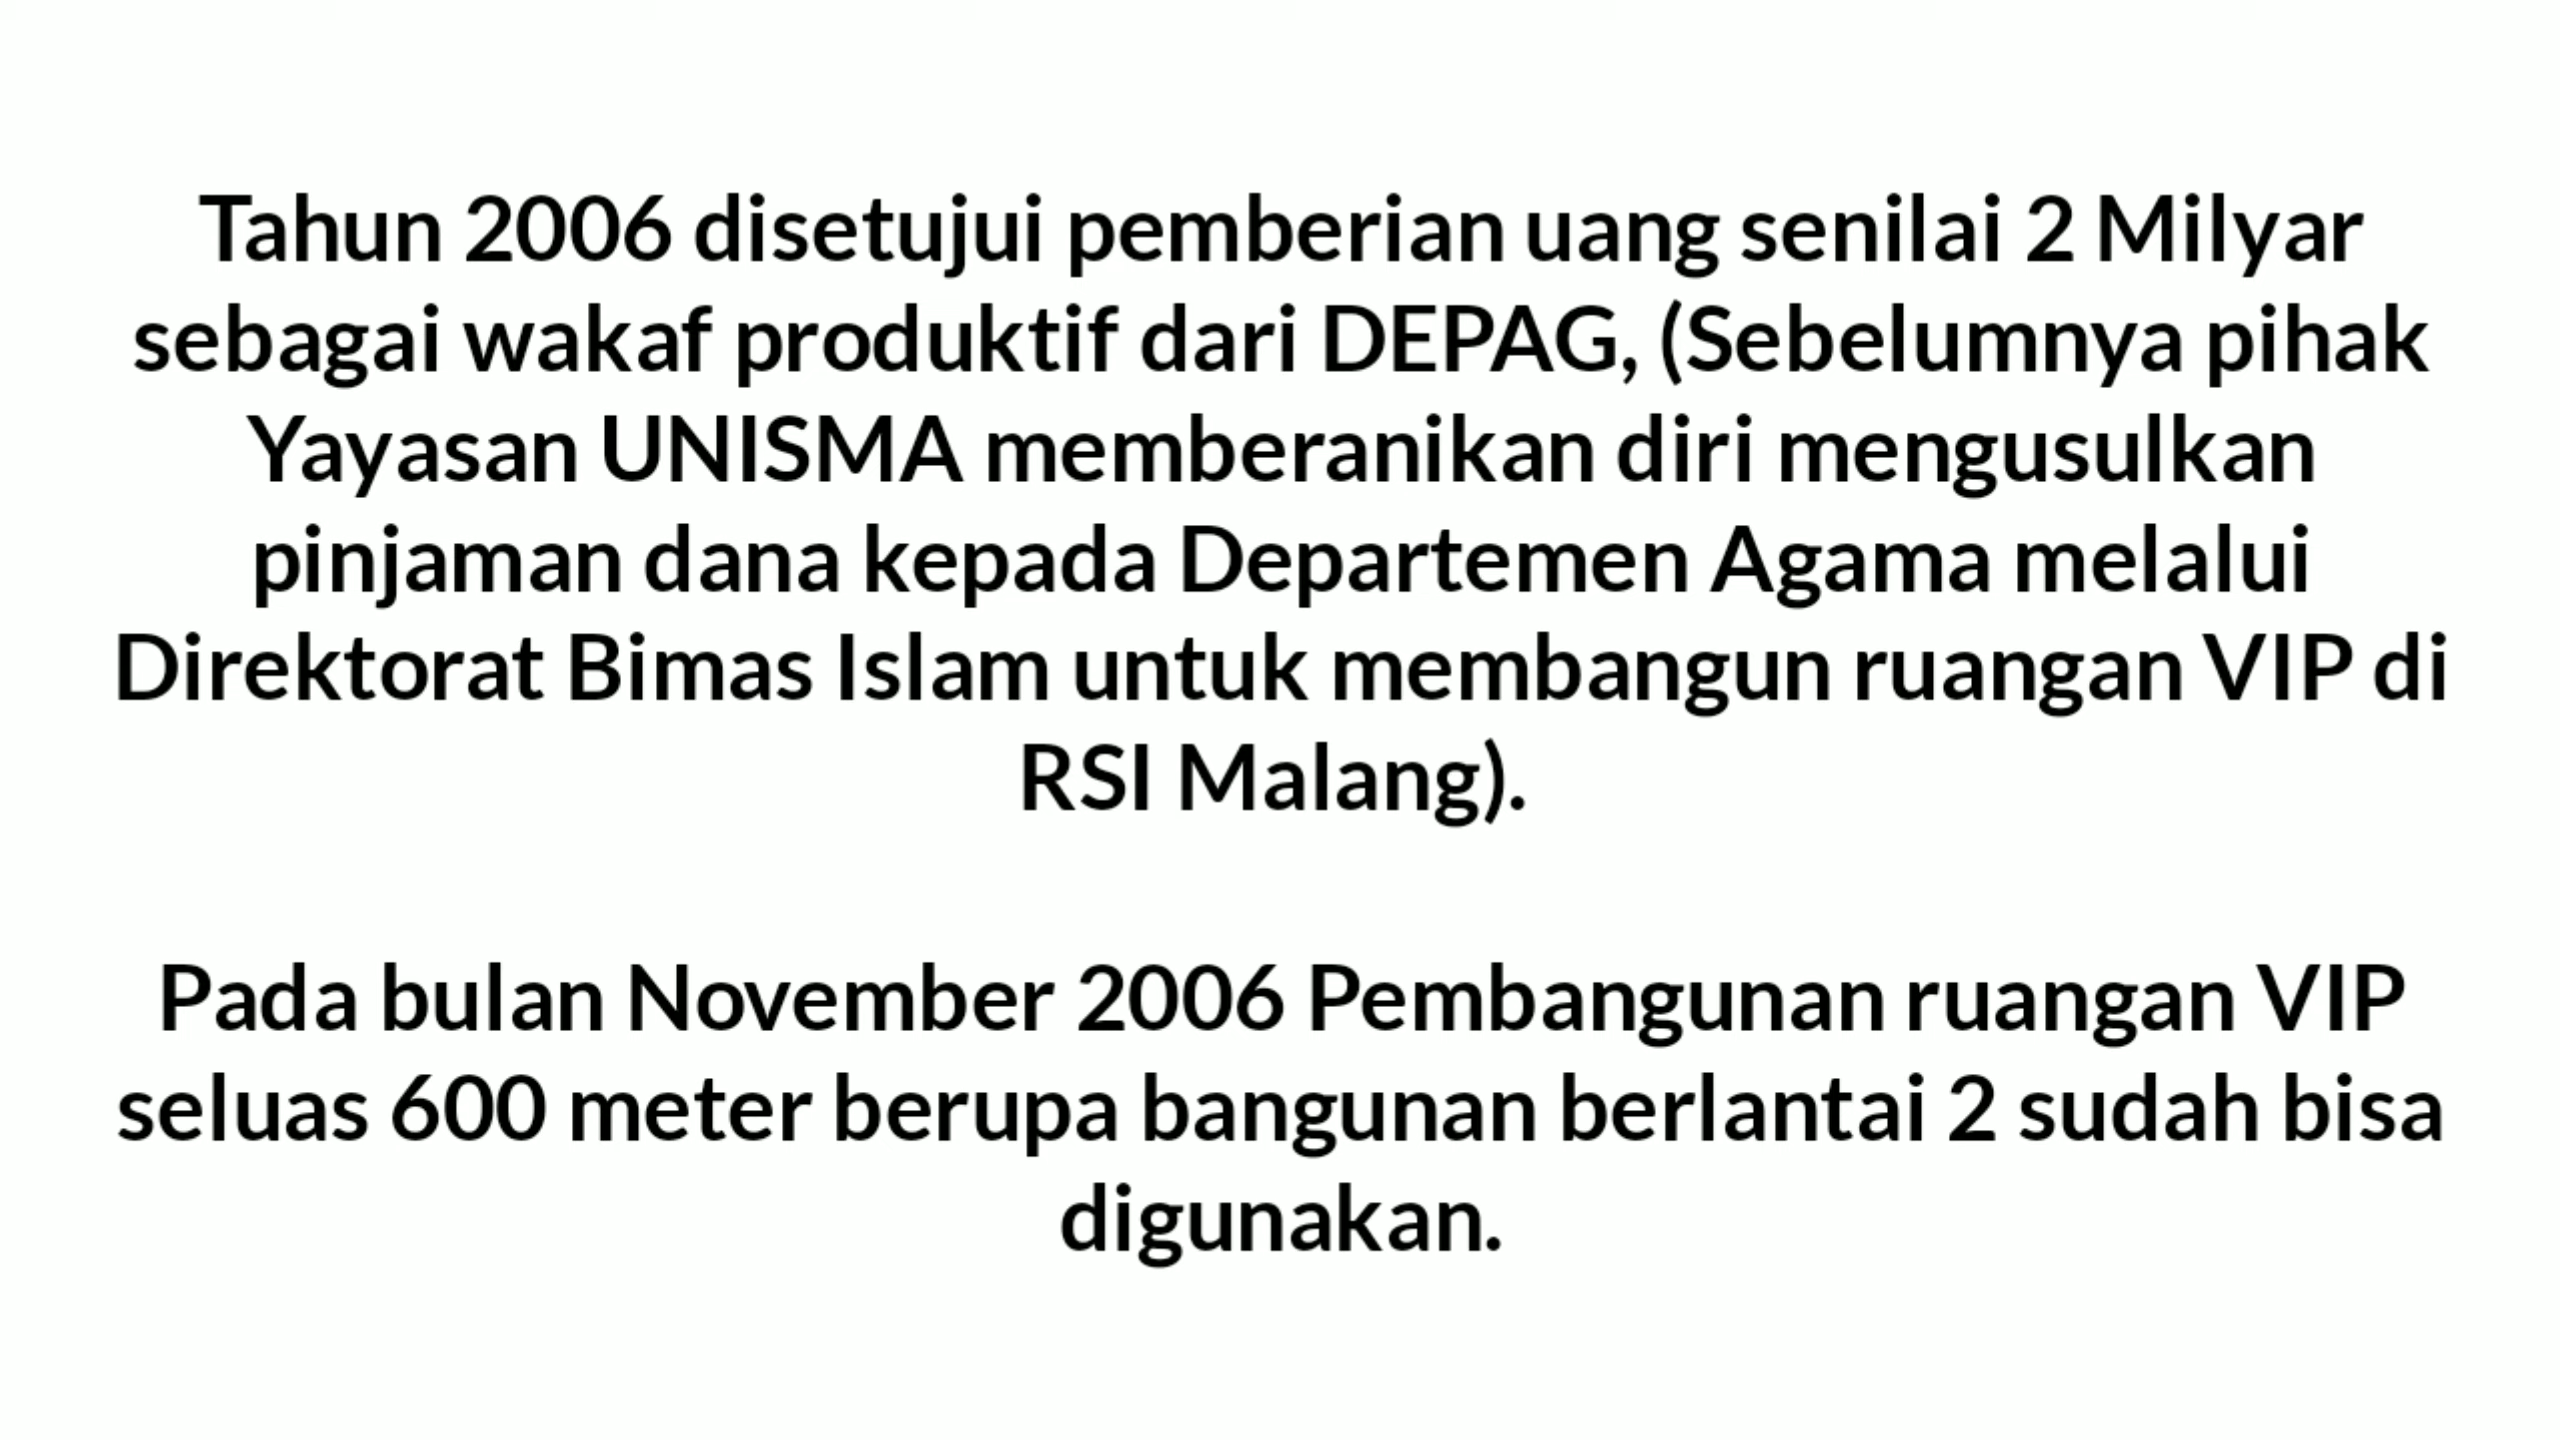 Tahun 2006 disetujui pemberian uang senilai 2 Milyar
sebagai wakaf produktif dari DEPAG, (Sebelumnya pihak
Yayasan UNISMA memberanikan diri mengusulkan
pinjaman dana kepada Departemen Agama melalui
Direktorat Bimas Islam untuk membangun ruangan VIP di
RSI Malang).
Pada bulan November 2006 Pembangunan ruangan VIP
seluas 600 meter berupa bangunan berlantai 2 sudah bisa
digunakan.